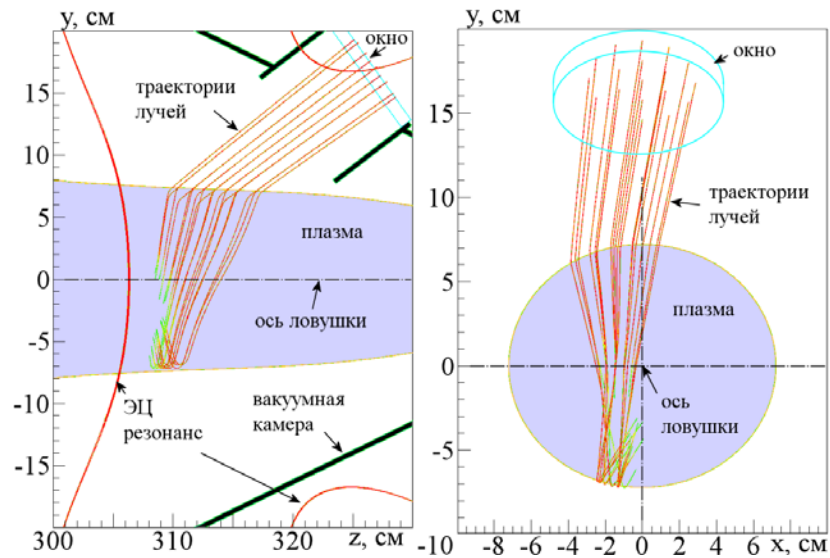 y, см
окно
траектории
лучей
15
10
5
плазма
0
ось ловушки
-5
ЭЦ
резонанс
вакуумная
камера
-10
-15
300
310
320
z, см
y, см
окно
15
10
траектории
лучей
5
плазма
0
ось
ловушки
-5
-10
-8
-6
-4
-2
0
2
4
x, см